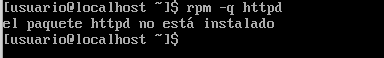 [usuario@localhost ~]$ rpm -q httpd
el paquete httpd no está instalado
[usuario@localhost ~]$